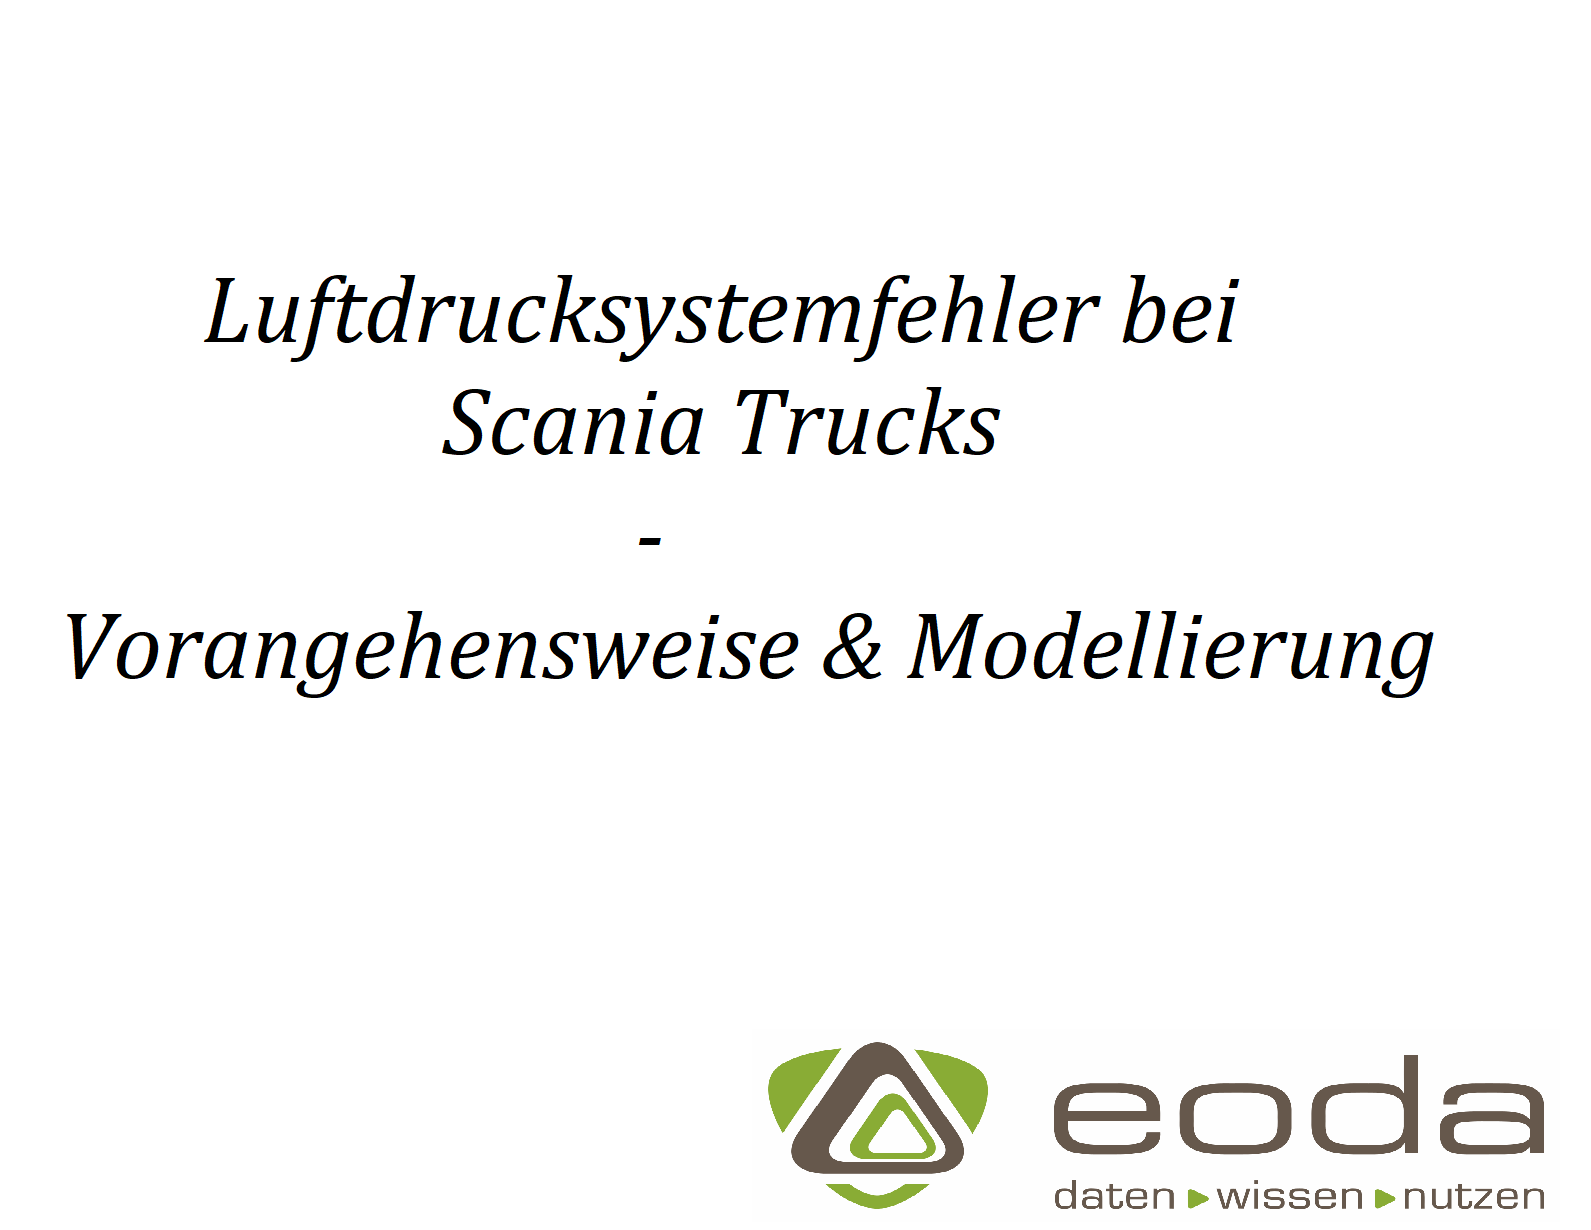 Luftdrucksystemfehler bei
Scania Trucks
-
Vorangehensweise & Modellierung
eoda
daten ▸ wissen ▸ nutzen